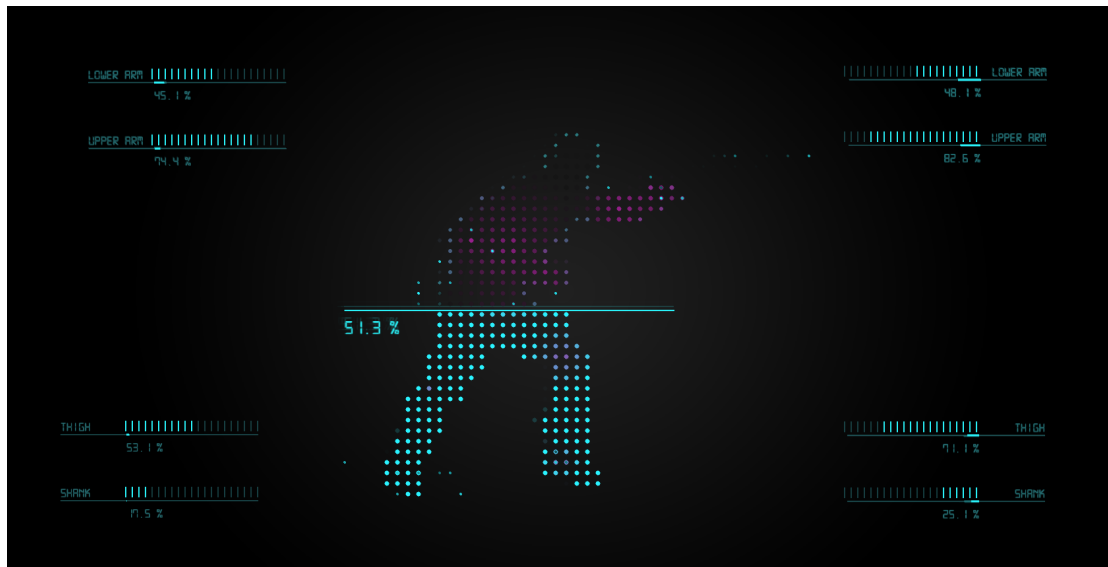 LOWER ARM
45.1 %
UPPER ARM
74.4 %
LOWER ARM
48.1 %
UPPER ARM
82.6 %
51.3 %
THIGH
53.1 %
SHANK
17.5 %
THIGH
71.1 %
SHANK
25.1 %